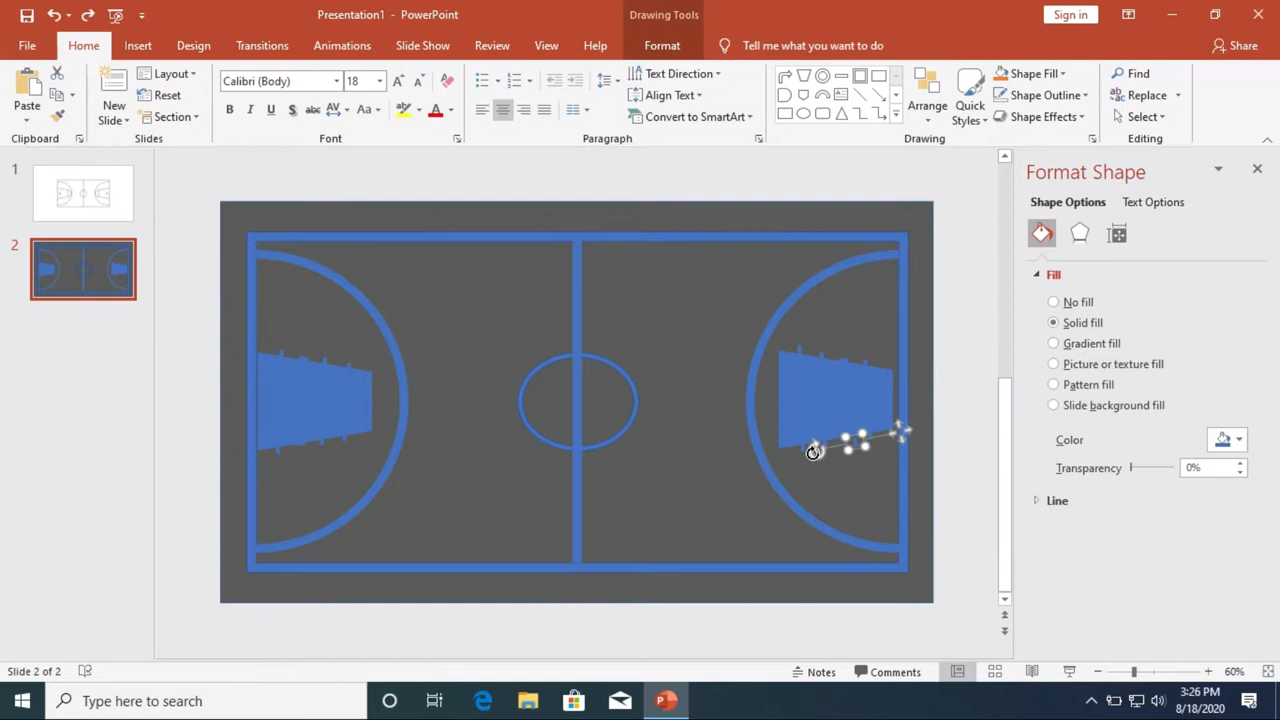 Presentation1 - PowerPoint
Drawing Tools
Sign in
File
Home
Insert
Design
Transitions
Animations
Slide Show
Review
View
Help
Format
Tell me what you want to do
Share
Paste
Clipboard
New
Slide
Layout
Reset
Section
Slides
Calibri (Body)
18
B I U S abc AV Aa A
Font
Text Direction
Align Text
Convert to SmartArt
Paragraph
Arrange
Quick
Styles
Shape Fill
Shape Outline
Shape Effects
Drawing
Find
Replace
Select
Editing
1
2
Format Shape
Shape Options
Text Options
Fill
No fill
Solid fill
Gradient fill
Picture or texture fill
Pattern fill
Slide background fill
Color
Transparency
0%
Line
Slide 2 of 2
Notes
Comments
60%
Type here to search
3:26 PM
8/18/2020